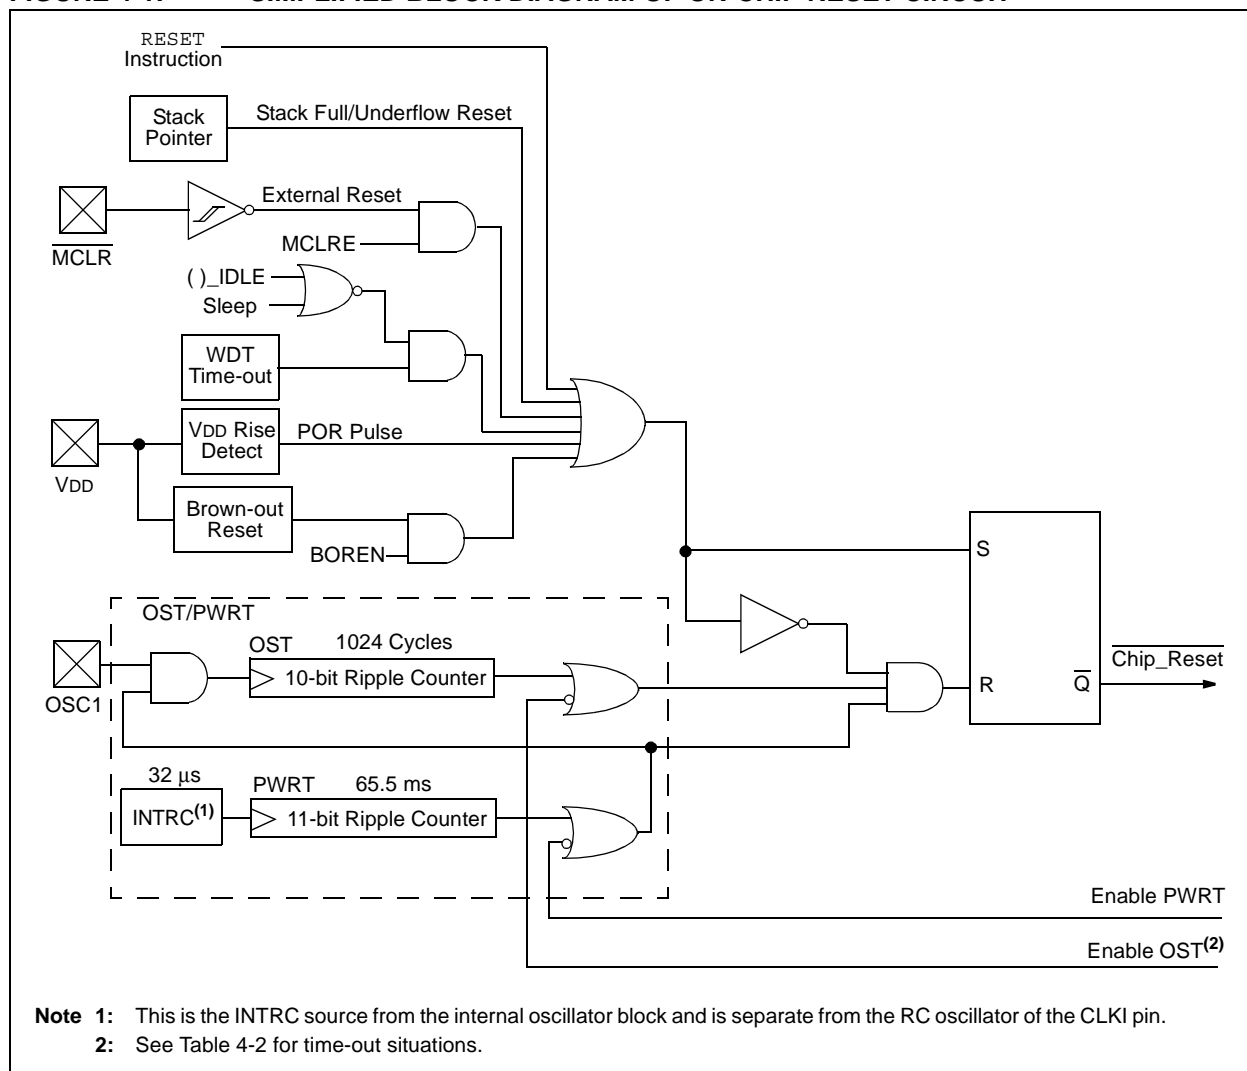 RESET
Instruction
Stack
Pointer
Stack Full/Underflow Reset
External Reset
MCLR
MCLRE
( )_IDLE
Sleep
WDT
Time-out
VDD
VDD Rise
Detect
POR Pulse
Brown-out
Reset
BOREN
OST/PWRT
OSC1
OST
1024 Cycles
10-bit Ripple Counter
32 μs
INTRC(1)
PWRT
65.5 ms
11-bit Ripple Counter
S
R
Q
Chip_Reset
Enable PWRT
Enable OST(2)
Note 1: This is the INTRC source from the internal oscillator block and is separate from the RC oscillator of the CLKI pin.
2: See Table 4-2 for time-out situations.